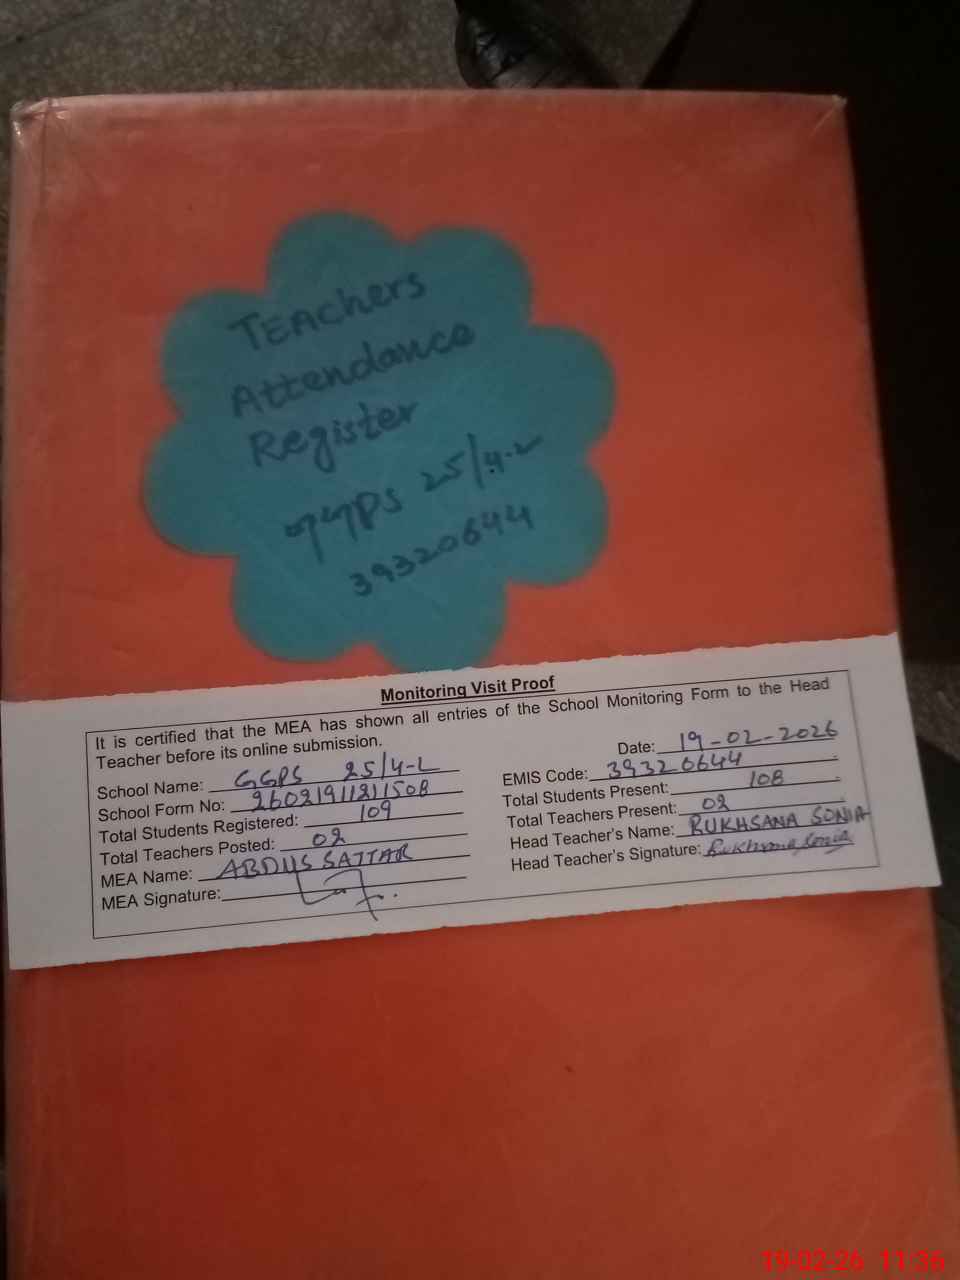 TEAchers
Attendance
Register
GGPS 25/4-L
39320644
Monitoring Visit Proof
It is certified that the MEA has shown all entries of the School Monitoring Form to the Head
Teacher before its online submission.
Date: 19-02-2026
School Name: GGPS 25/4-L
EMIS Code: 39320644
School Form No: 26021911211508
Total Students Present: 108
Total Students Registered: 109
Total Teachers Present: 02
Total Teachers Posted: 02
Head Teacher's Name: RUKHSANA SONIA
MEA Name: ABDUS SATTAR
Head Teacher's Signature: Rukhsana Sonia
MEA Signature:
19-02-26 11:36